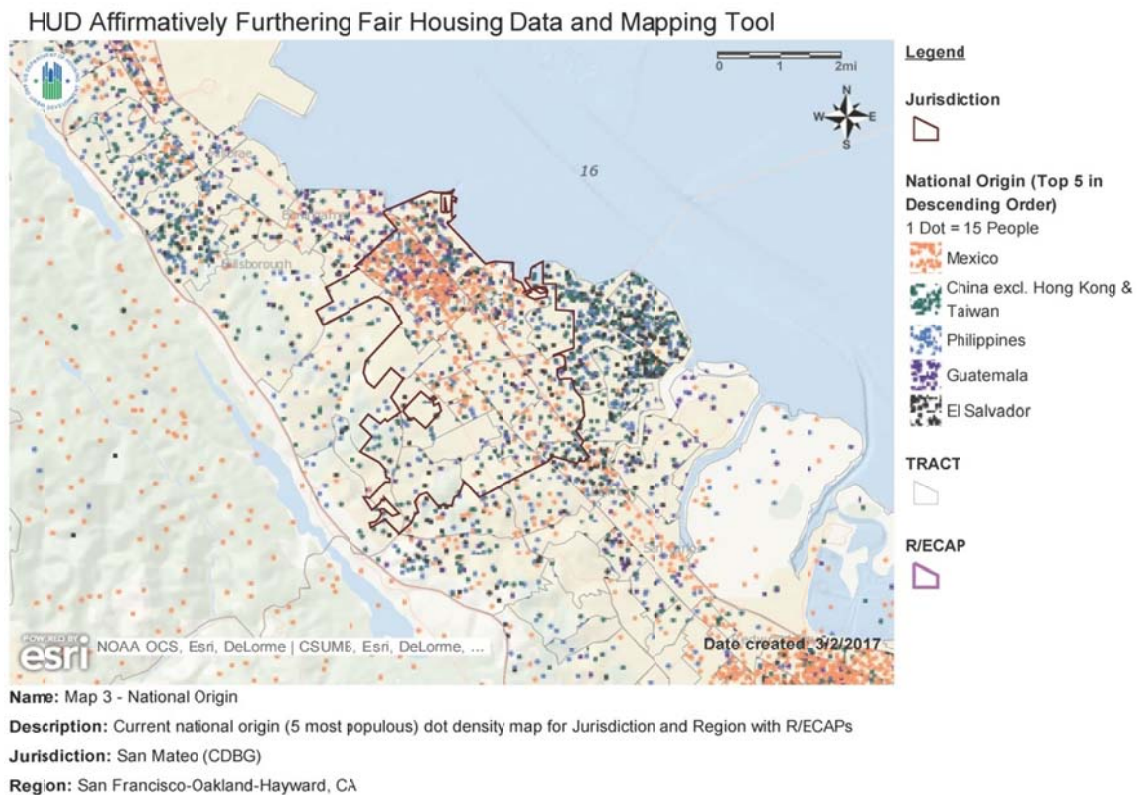 HUD Affirmatively Furthering Fair Housing Data and Mapping Tool
0 1 2mi
N
W E
S
16
Hillsborough
POWERED BY
esri
NOAA OCS, Esri, DeLorme | CSUMB, Esri, DeLorme, ...
Date created: 3/2/2017
Legend
Jurisdiction
National Origin (Top 5 in
Descending Order)
1 Dot = 15 People
Mexico
China excl. Hong Kong &
Taiwan
Philippines
Guatemala
El Salvador
TRACT
R/ECAP
Name: Map 3 - National Origin
Description: Current national origin (5 most populous) dot density map for Jurisdiction and Region with R/ECAPs
Jurisdiction: San Mateo (CDBG)
Region: San Francisco-Oakland-Hayward, CA